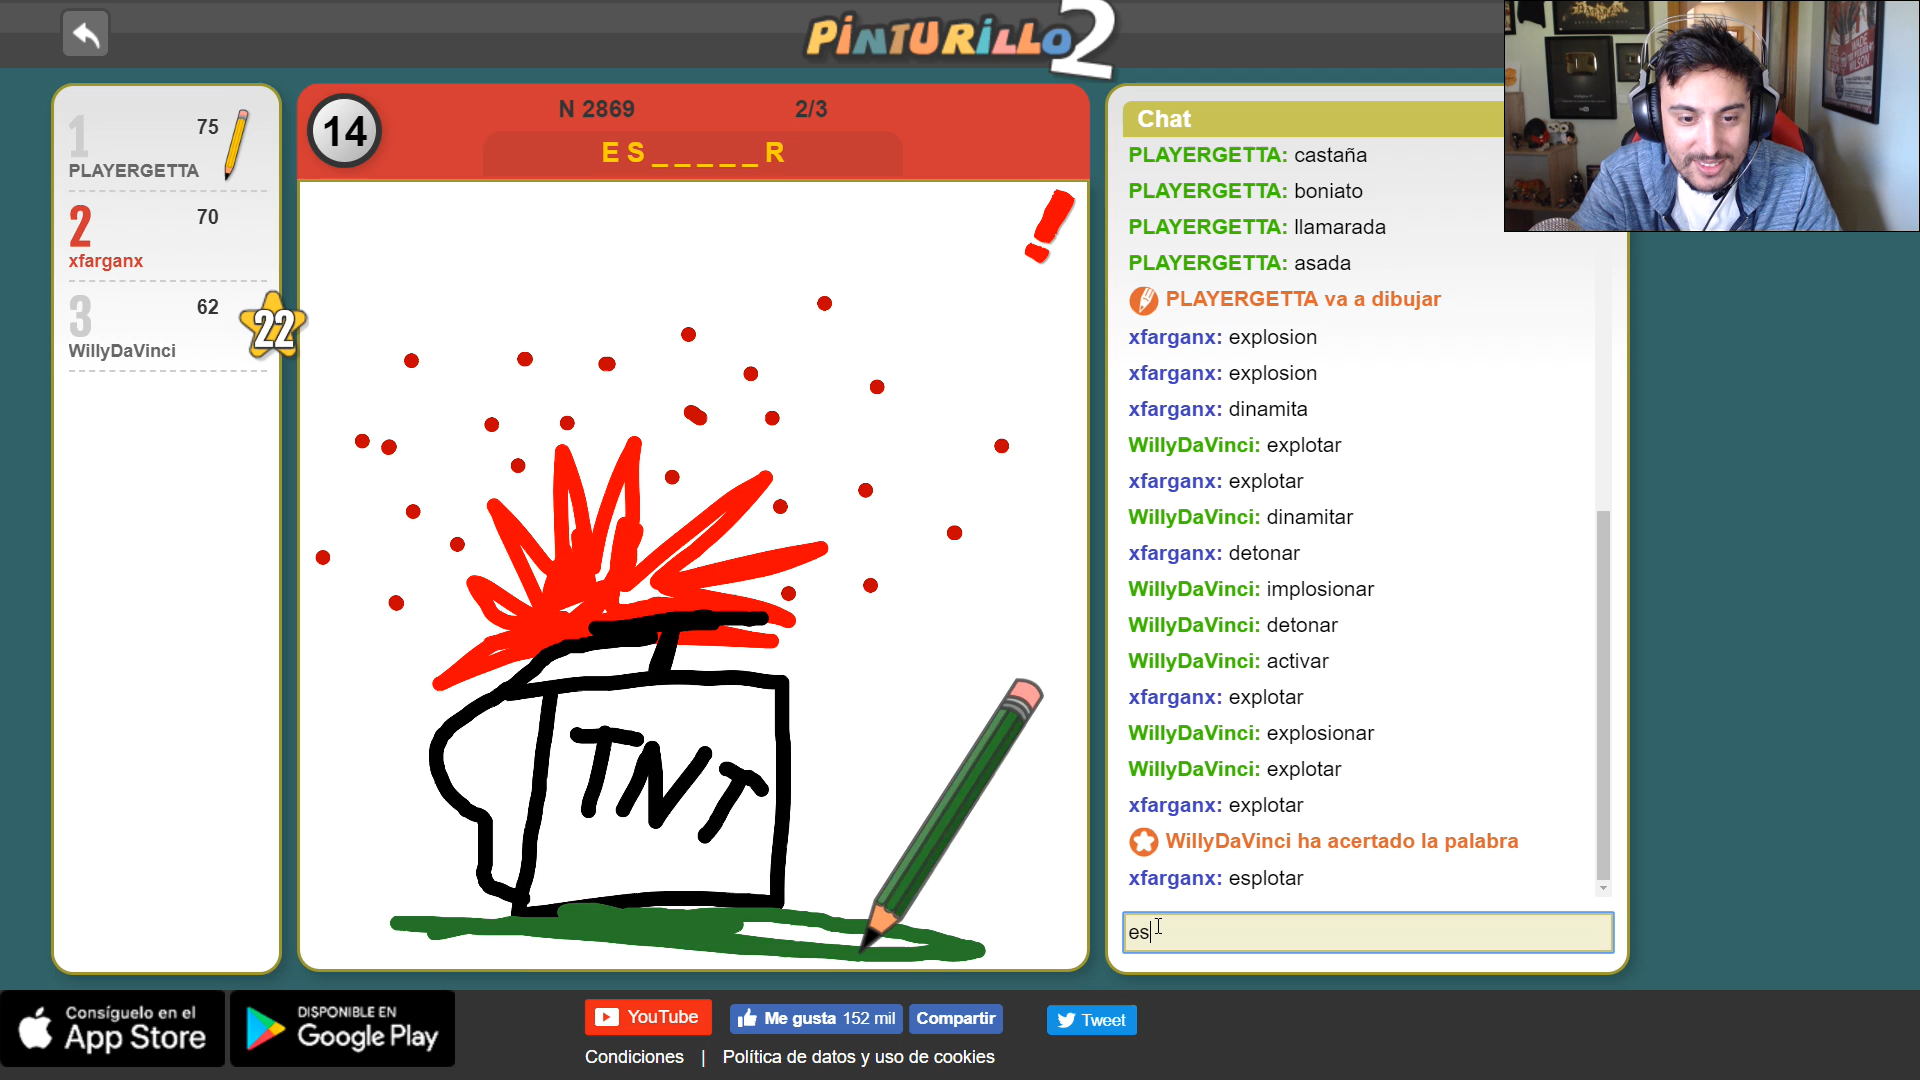 PINTURILLO 2
14
N 2869
2/3
E S _ _ _ _ _ R
1
75
PLAYERGETTA
2
70
xfarganx
3
62
WillyDaVinci
22
!
TNT
Chat
PLAYERGETTA: castaña
PLAYERGETTA: boniato
PLAYERGETTA: llamarada
PLAYERGETTA: asada
PLAYERGETTA va a dibujar
xfarganx: explosion
xfarganx: explosion
xfarganx: dinamita
WillyDaVinci: explotar
xfarganx: explotar
WillyDaVinci: dinamitar
xfarganx: detonar
WillyDaVinci: implosionar
WillyDaVinci: detonar
WillyDaVinci: activar
xfarganx: explotar
WillyDaVinci: explosionar
WillyDaVinci: explotar
xfarganx: explotar
WillyDaVinci ha acertado la palabra
xfarganx: esplotar
es
WADE WILSON
Consíguelo en el
App Store
DISPONIBLE EN
Google Play
YouTube
Me gusta 152 mil
Compartir
Tweet
Condiciones | Política de datos y uso de cookies